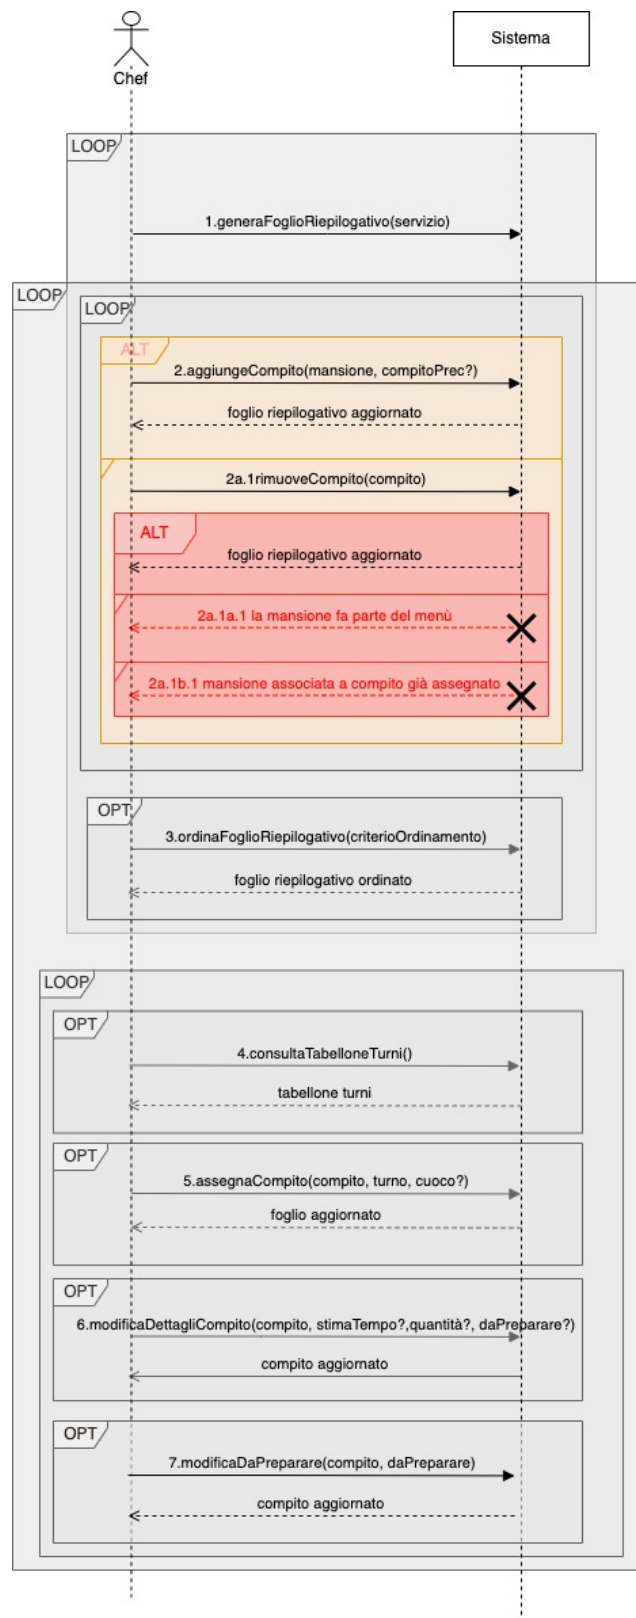 Sistema
Chef
LOOP
1.generaFoglioRiepilogativo(servizio)
LOOP
LOOP
ALT
2.aggiungeCompito(mansione, compitoPrec?)
foglio riepilogativo aggiornato
2a.1rimuoveCompito(compito)
ALT
foglio riepilogativo aggiornato
2a.1a.1 la mansione fa parte del menù
2a.1b.1 mansione associata a compito già assegnato
OPT
3.ordinaFoglioRiepilogativo(criterioOrdinamento)
foglio riepilogativo ordinato
LOOP
OPT
4.consultaTabelloneTurni()
tabellone turni
OPT
5.assegnaCompito(compito, turno, cuoco?)
foglio aggiornato
OPT
6.modificaDettagliCompito(compito, stimaTempo?,quantità?, daPreparare?)
compito aggiornato
OPT
7.modificaDaPreparare(compito, daPreparare)
compito aggiornato